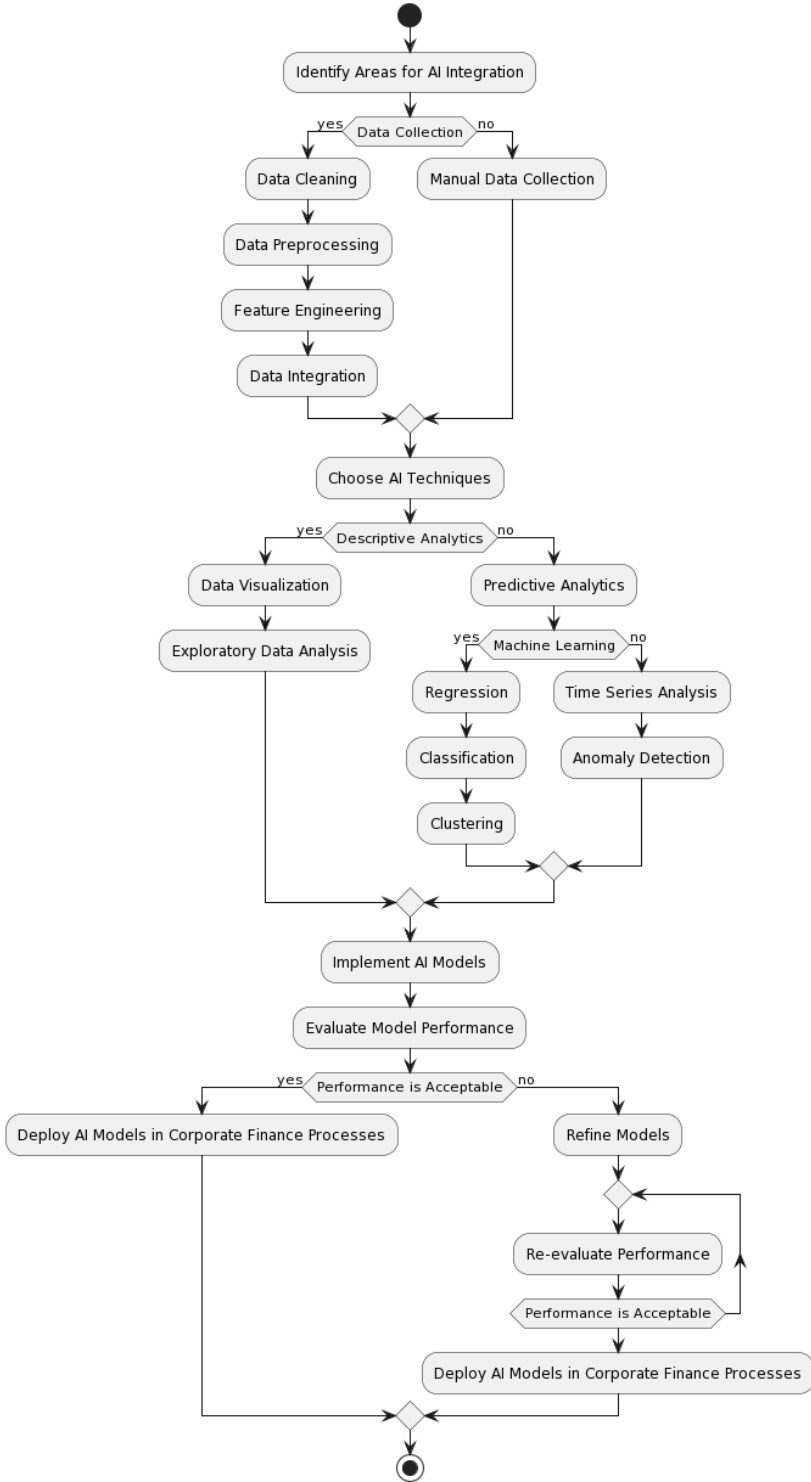 Identify Areas for AI Integration
yes
Data Collection
no
Data Cleaning
Manual Data Collection
Data Preprocessing
Feature Engineering
Data Integration
Choose AI Techniques
yes
Descriptive Analytics
no
Data Visualization
Predictive Analytics
Exploratory Data Analysis
yes
Machine Learning
no
Regression
Time Series Analysis
Classification
Anomaly Detection
Clustering
Implement AI Models
Evaluate Model Performance
yes
Performance is Acceptable
no
Deploy AI Models in Corporate Finance Processes
Refine Models
Re-evaluate Performance
Performance is Acceptable
Deploy AI Models in Corporate Finance Processes